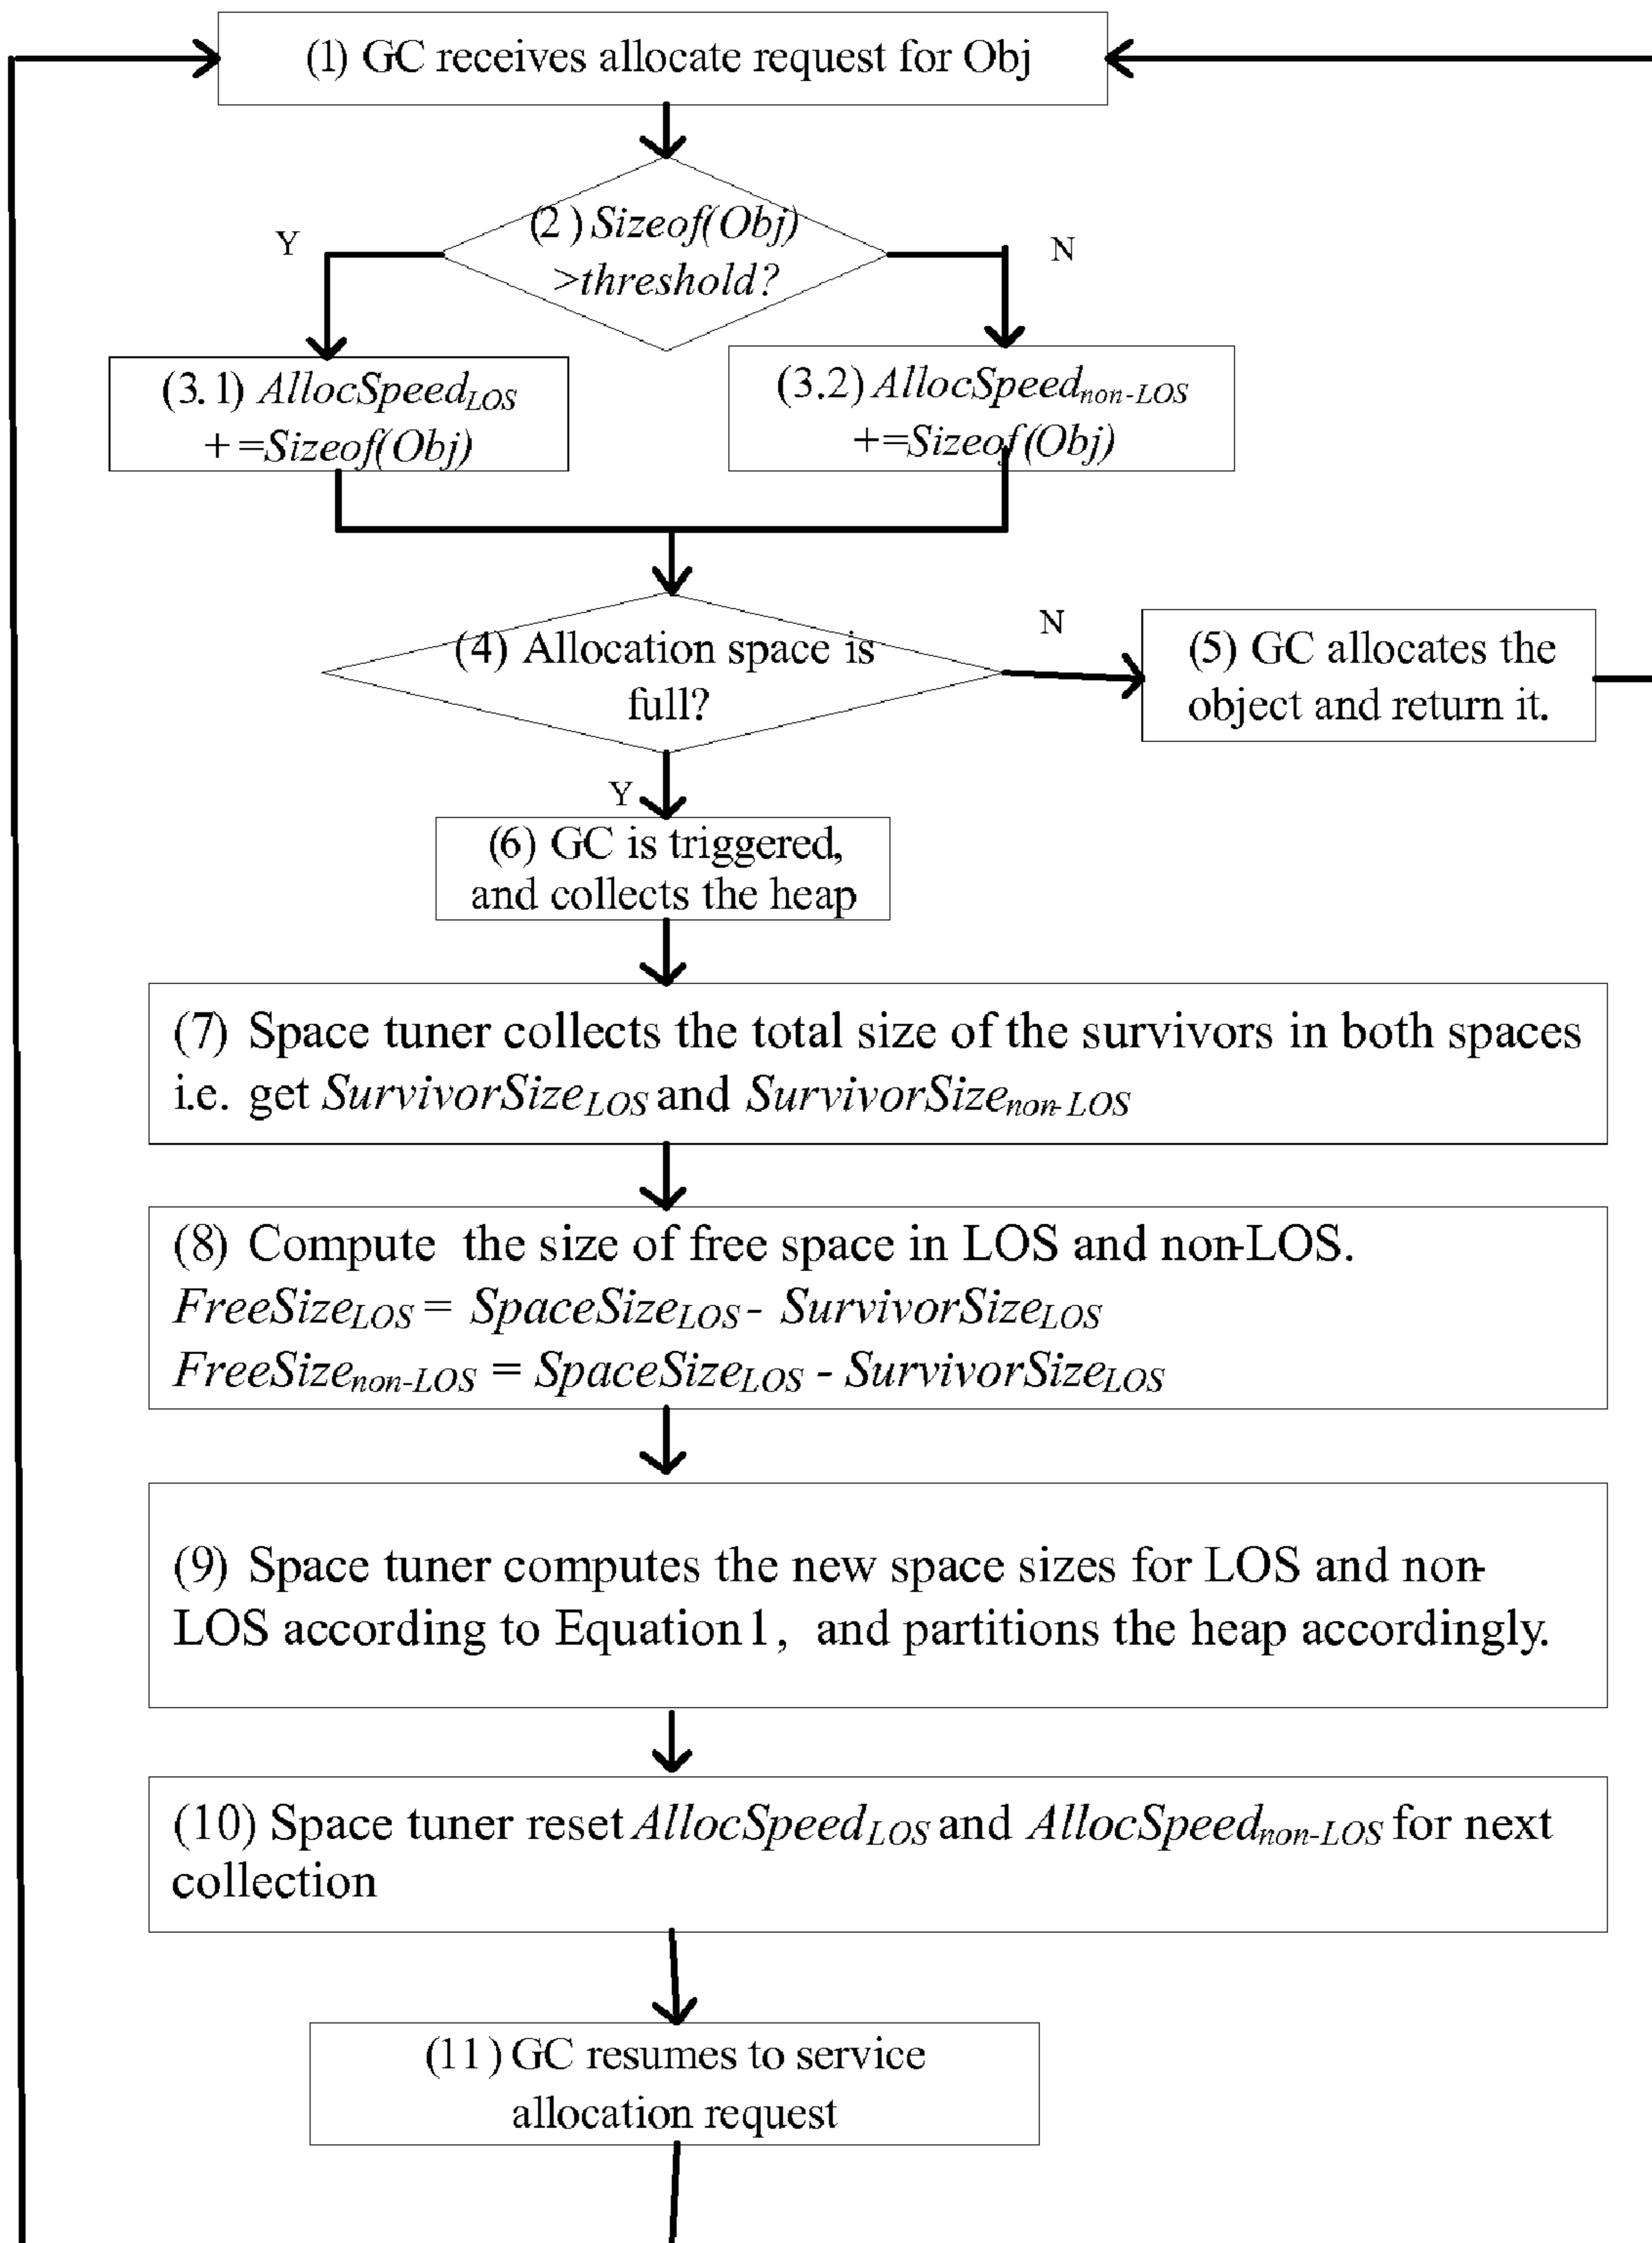 (1) GC receives allocate request for Obj
(2) Sizeof(Obj)
>threshold?
Y
N
(3.1) AllocSpeedLOS
+=Sizeof(Obj)
(3.2) AllocSpeednon-LOS
+=Sizeof(Obj)
(4) Allocation space is
full?
N
(5) GC allocates the
object and return it.
Y
(6) GC is triggered,
and collects the heap
(7) Space tuner collects the total size of the survivors in both spaces
i.e. get SurvivorSizeLOS and SurvivorSizenon-LOS
(8) Compute the size of free space in LOS and non-LOS.
FreeSizeLOS = SpaceSizeLOS - SurvivorSizeLOS
FreeSizenon-LOS = SpaceSizeLOS - SurvivorSizeLOS
(9) Space tuner computes the new space sizes for LOS and non-
LOS according to Equation 1, and partitions the heap accordingly.
(10) Space tuner reset AllocSpeedLOS and AllocSpeednon-LOS for next
collection
(11) GC resumes to service
allocation request